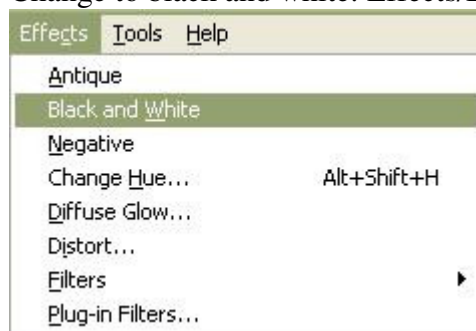 Change to black and white: Effects/
Effects Tools Help
Antique
Black and White
Negative
Change Hue... Alt+Shift+H
Diffuse Glow...
Distort...
Filters
Plug-in Filters...